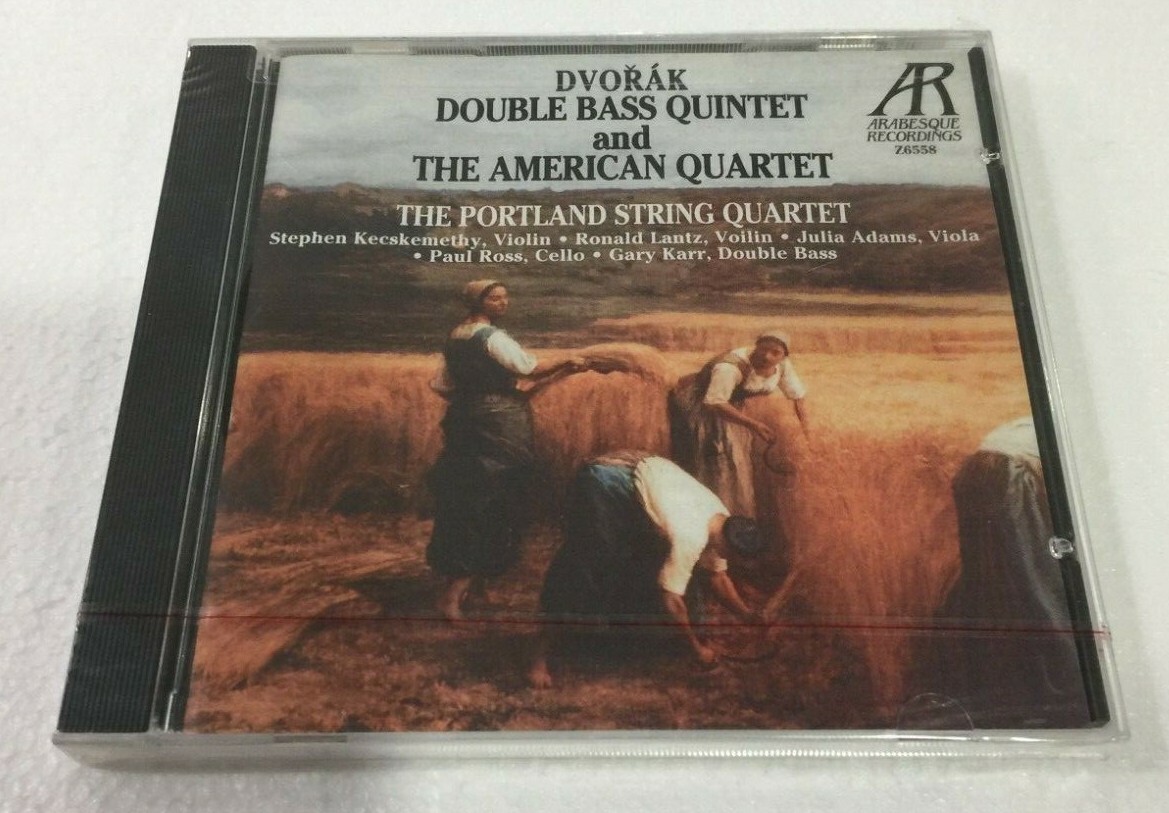 DVOŘÁK
DOUBLE BASS QUINTET
and
THE AMERICAN QUARTET
AR
ARABESQUE
RECORDINGS
Z6558
THE PORTLAND STRING QUARTET
Stephen Kecskemethy, Violin • Ronald Lantz, Voilin • Julia Adams, Viola
• Paul Ross, Cello • Gary Karr, Double Bass